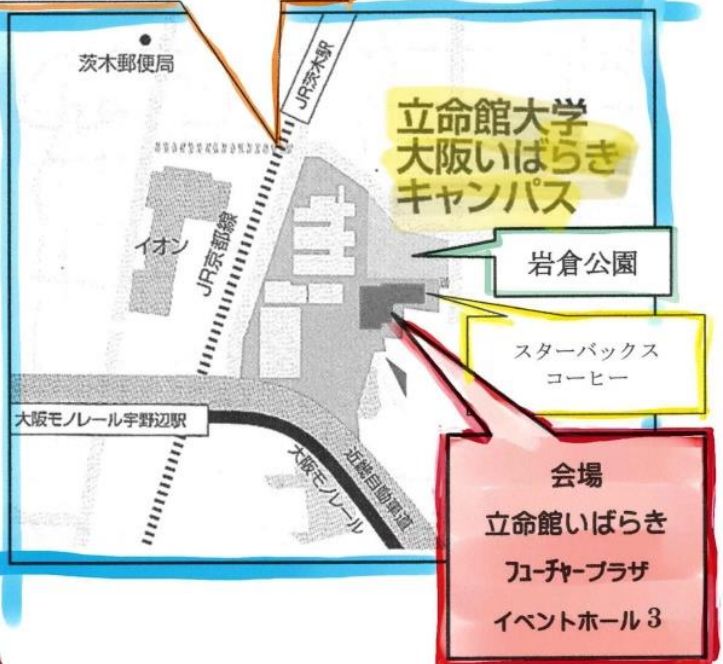 茨木郵便局
JR茨木駅
立命館大学
大阪いばらき
キャンパス
イオン
JR京都線
岩倉公園
スターバックス
コーヒー
大阪モノレール宇野辺駅
近畿自動車道
大阪モノレール
会場
立命館いばらき
フューチャープラザ
イベントホール3